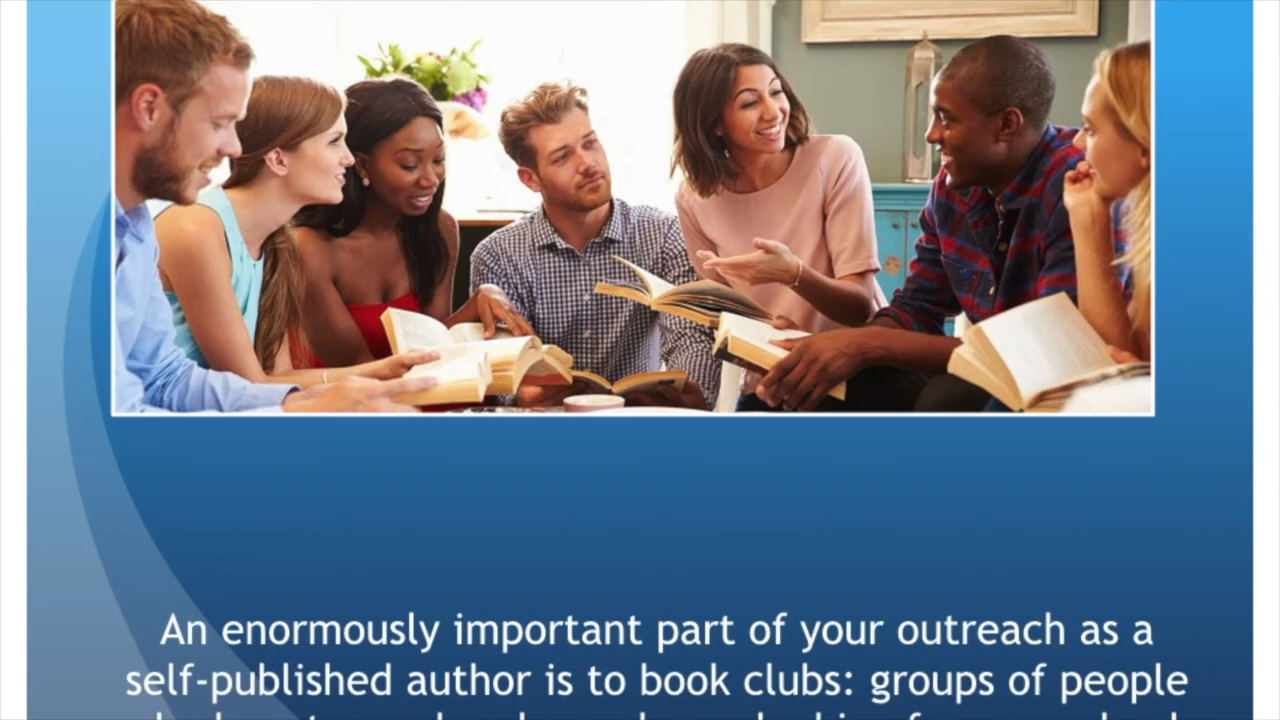 An enormously important part of your outreach as a
self-published author is to book clubs: groups of people